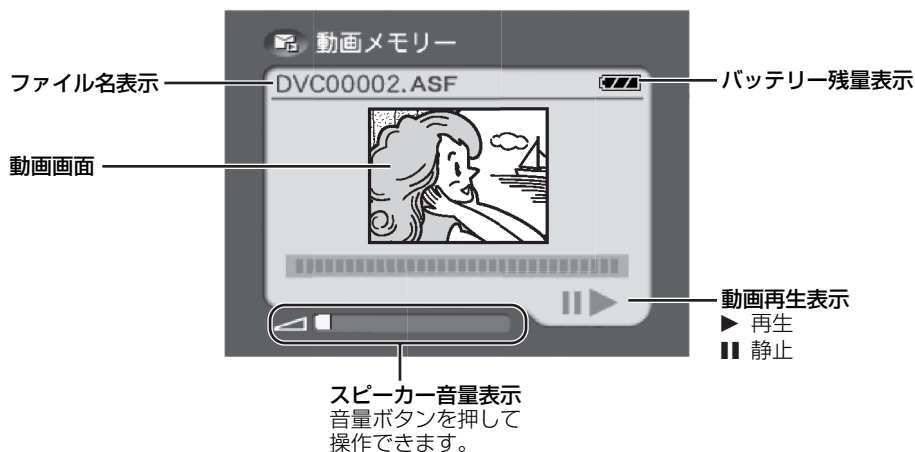 動画メモリー
ファイル名表示
DVC00002.ASF
バッテリー残量表示
動画画面
動画再生表示
▶ 再生
❚❚ 静止
スピーカー音量表示
音量ボタンを押して
操作できます。